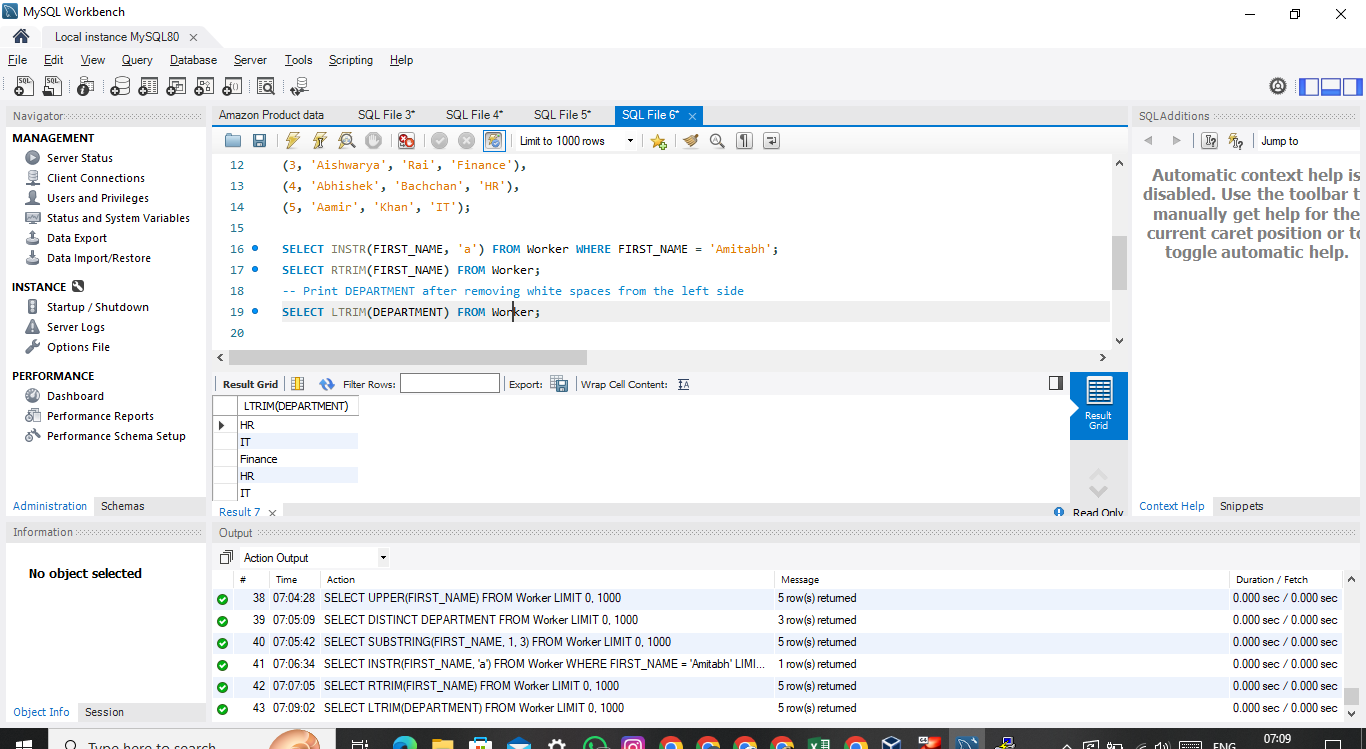 MySQL Workbench
Local instance MySQL80
File Edit View Query Database Server Tools Scripting Help
Navigator
MANAGEMENT
Server Status
Client Connections
Users and Privileges
Status and System Variables
Data Export
Data Import/Restore
INSTANCE
Startup / Shutdown
Server Logs
Options File
PERFORMANCE
Dashboard
Performance Reports
Performance Schema Setup
Administration Schemas
Information
No object selected
Object Info Session
Amazon Product data SQL File 3* SQL File 4* SQL File 5* SQL File 6*
Limit to 1000 rows
12 (3, 'Aishwarya', 'Rai', 'Finance'),
13 (4, 'Abhishek', 'Bachchan', 'HR'),
14 (5, 'Aamir', 'Khan', 'IT');
15
16 SELECT INSTR(FIRST_NAME, 'a') FROM Worker WHERE FIRST_NAME = 'Amitabh';
17 SELECT RTRIM(FIRST_NAME) FROM Worker;
18 -- Print DEPARTMENT after removing white spaces from the left side
19 SELECT LTRIM(DEPARTMENT) FROM Worker;
20
Result Grid Filter Rows: Export: Wrap Cell Content:
LTRIM(DEPARTMENT)
HR
IT
Finance
HR
IT
Result Grid
Result 7 Read Only
SQLAdditions
Jump to
Automatic context help is
disabled. Use the toolbar t
manually get help for the
current caret position or to
toggle automatic help.
Context Help Snippets
Output
Action Output
# Time Action Message Duration / Fetch
38 07:04:28 SELECT UPPER(FIRST_NAME) FROM Worker LIMIT 0, 1000 5 row(s) returned 0.000 sec / 0.000 sec
39 07:05:09 SELECT DISTINCT DEPARTMENT FROM Worker LIMIT 0, 1000 3 row(s) returned 0.000 sec / 0.000 sec
40 07:05:42 SELECT SUBSTRING(FIRST_NAME, 1, 3) FROM Worker LIMIT 0, 1000 5 row(s) returned 0.000 sec / 0.000 sec
41 07:06:34 SELECT INSTR(FIRST_NAME, 'a') FROM Worker WHERE FIRST_NAME = 'Amitabh' LIMI... 1 row(s) returned 0.000 sec / 0.000 sec
42 07:07:05 SELECT RTRIM(FIRST_NAME) FROM Worker LIMIT 0, 1000 5 row(s) returned 0.000 sec / 0.000 sec
43 07:09:02 SELECT LTRIM(DEPARTMENT) FROM Worker LIMIT 0, 1000 5 row(s) returned 0.000 sec / 0.000 sec
Type here to search
ENG
07:09